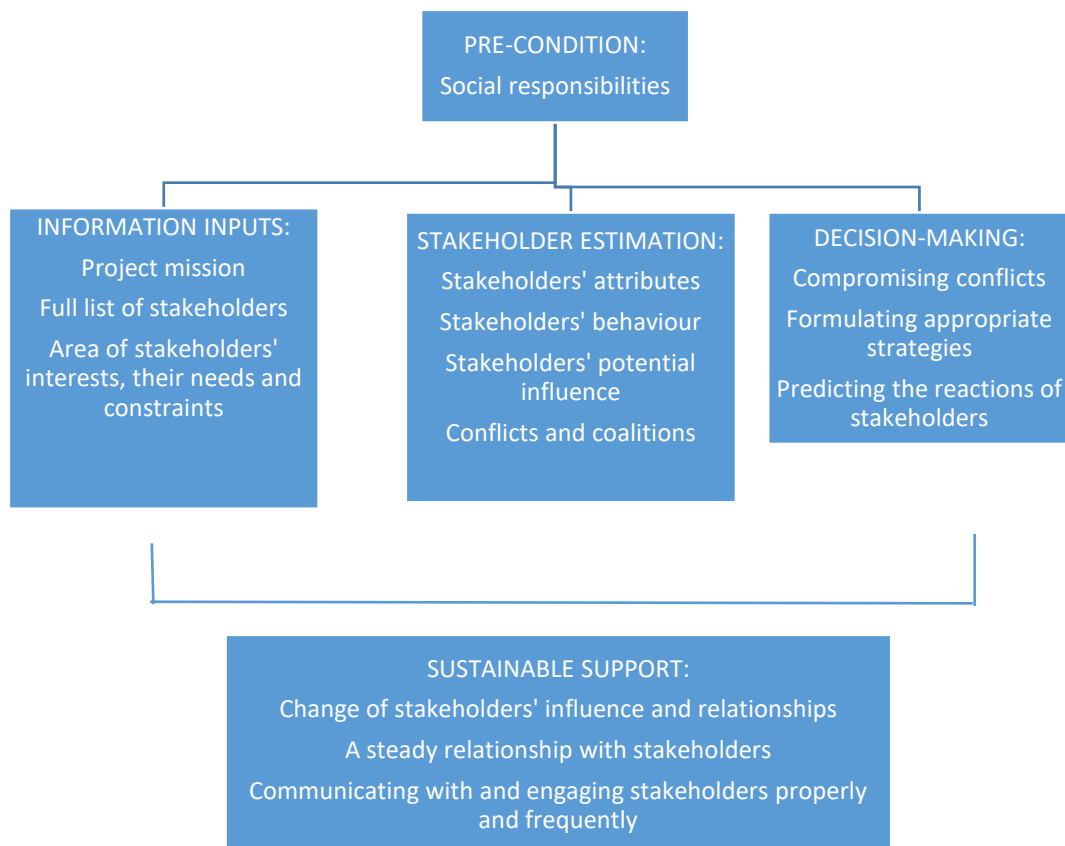 PRE-CONDITION:
Social responsibilities
INFORMATION INPUTS:
Project mission
Full list of stakeholders
Area of stakeholders'
interests, their needs and
constraints
STAKEHOLDER ESTIMATION:
Stakeholders' attributes
Stakeholders' behaviour
Stakeholders' potential
influence
Conflicts and coalitions
DECISION-MAKING:
Compromising conflicts
Formulating appropriate
strategies
Predicting the reactions of
stakeholders
SUSTAINABLE SUPPORT:
Change of stakeholders' influence and relationships
A steady relationship with stakeholders
Communicating with and engaging stakeholders properly
and frequently